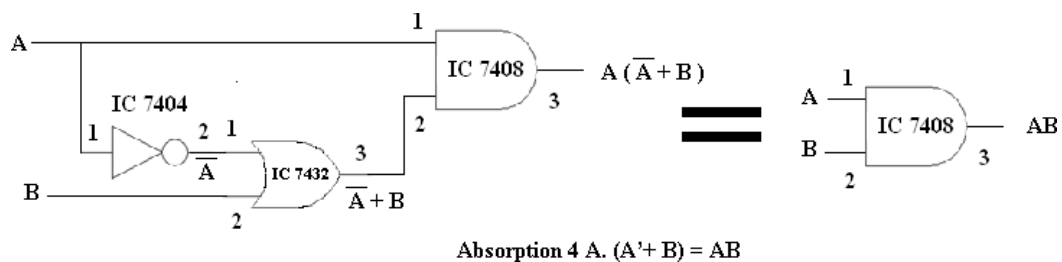 A
1
IC 7408
2
3
A ( A̅ + B )
IC 7404
1
2
A̅
1
IC 7432
2
3
A̅ + B
B
A
1
B
2
IC 7408
3
AB
Absorption 4 A. (A’+ B) = AB